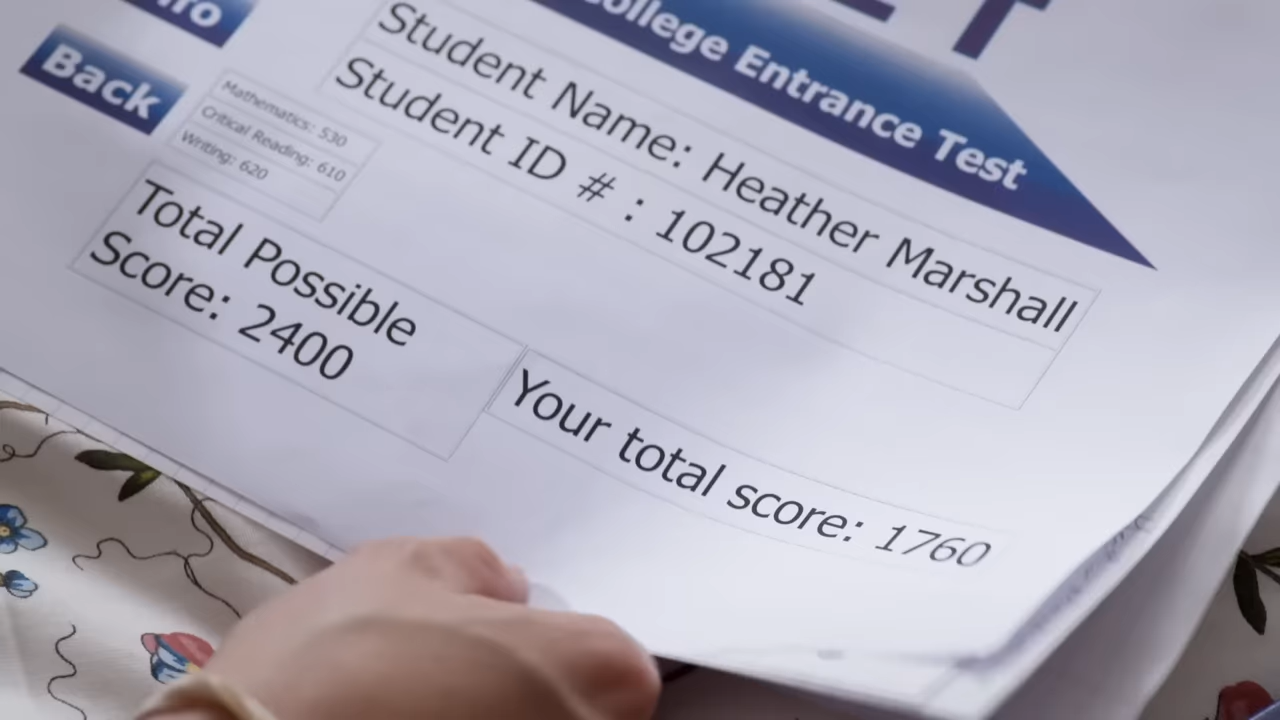 College Entrance Test
Back
Student Name: Heather Marshall
Student ID # : 102181
Mathematics: 530
Critical Reading: 610
Writing: 620
Total Possible
Score: 2400
Your total score: 1760